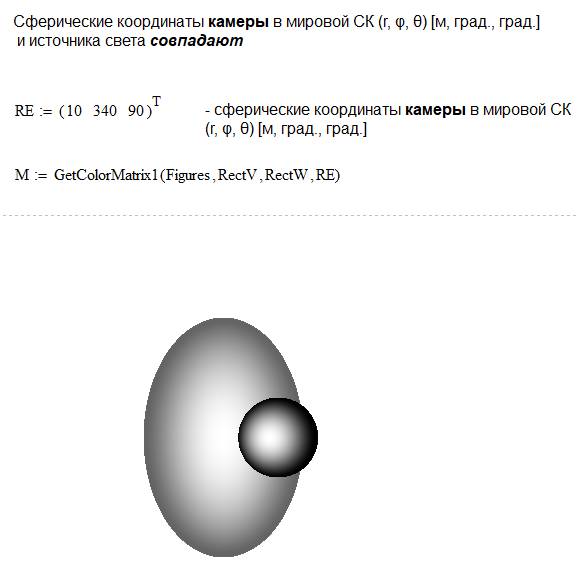 Сферические координаты камеры в мировой СК (r, φ, θ) [м, град., град.]
и источника света совпадают
RE := (10 340 90)ᵀ - сферические координаты камеры в мировой СК
(r, φ, θ) [м, град., град.]
M := GetColorMatrix1(Figures,RectV,RectW,RE)